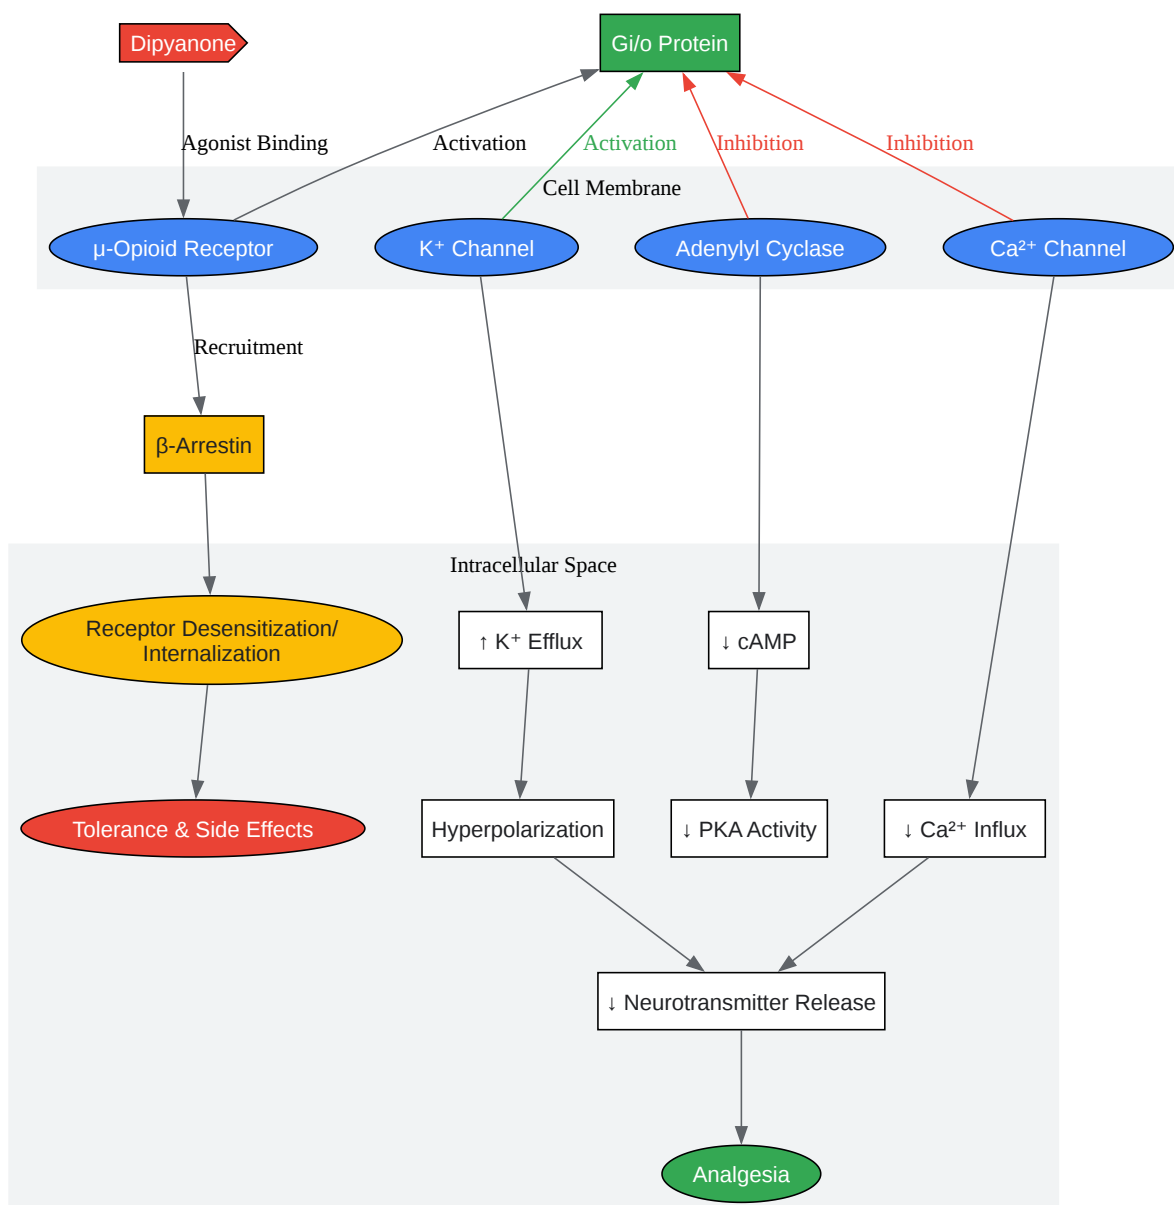 Dipyanone
Gi/o Protein
Agonist Binding
Activation
Activation
Inhibition
Inhibition
Cell Membrane
μ-Opioid Receptor
K⁺ Channel
Adenylyl Cyclase
Ca²⁺ Channel
Recruitment
β-Arrestin
Intracellular Space
Receptor Desensitization/
Internalization
↑ K⁺ Efflux
↓ cAMP
Tolerance & Side Effects
Hyperpolarization
↓ PKA Activity
↓ Ca²⁺ Influx
↓ Neurotransmitter Release
Analgesia